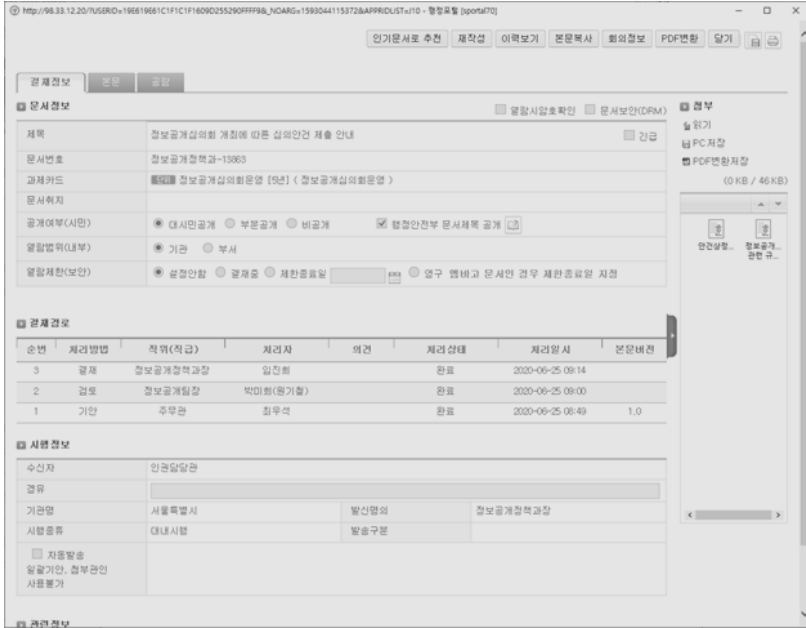 http://98.33.12.20/?USERID=19E619E61C1F1C1F1609D255290FFFF9&_NOARG=1593044115372&APPRIDLIST=J10 - 행정포털 [sportal70]
인기문서로 추천 재작성 이력보기 본문복사 회의정보 PDF변환 닫기
결재정보 본문 공람
문서정보 열람시암호확인 문서보안(DRM)
제목 정보공개심의회 개최에 따른 심의안건 제출 안내 긴급
문서번호 정보공개정책과-13863
과제카드 단위 정보공개심의회운영 [5년] ( 정보공개심의회운영 )
문서취지
공개여부(시민) 대시민공개 부분공개 비공개 행정안전부 문서제목 공개
열람범위(내부) 기관 부서
열람제한(보안) 설정안함 결재중 제한종료일 영구 엠바고 문서인 경우 제한종료일 지정
첨부
읽기
PC저장
PDF변환저장
(0 KB / 46 KB)
안건상정... 정보공개...
관련 규...
결재경로
순번 처리방법 직위(직급) 처리자 의견 처리상태 처리일시 본문버전
3 결재 정보공개정책과장 임진희 완료 2020-06-25 09:14
2 검토 정보공개팀장 박미희(원기철) 완료 2020-06-25 09:00
1 기안 주무관 최우석 완료 2020-06-25 08:49 1.0
시행정보
수신자 인권담당관
경유
기관명 서울특별시 발신명의 정보공개정책과장
시행종류 대내시행 발송구분
자동발송
일괄기안, 첨부관인
사용불가
관련정보